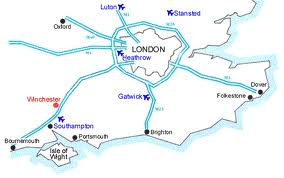 Luton
Stansted
Oxford
LONDON
Heathrow
Winchester
Gatwick
Dover
Folkestone
Southampton
Portsmouth
Brighton
Bournemouth
Isle of
Wight